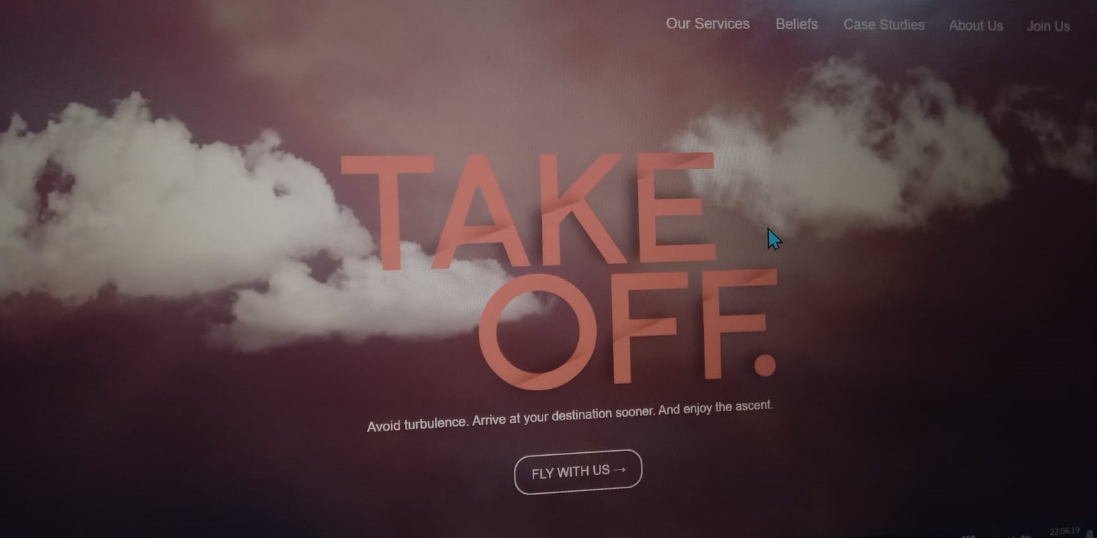 Our Services Beliefs Case Studies About Us Join Us
TAKE
OFF.
Avoid turbulence. Arrive at your destination sooner. And enjoy the ascent.
FLY WITH US →
22:56:19